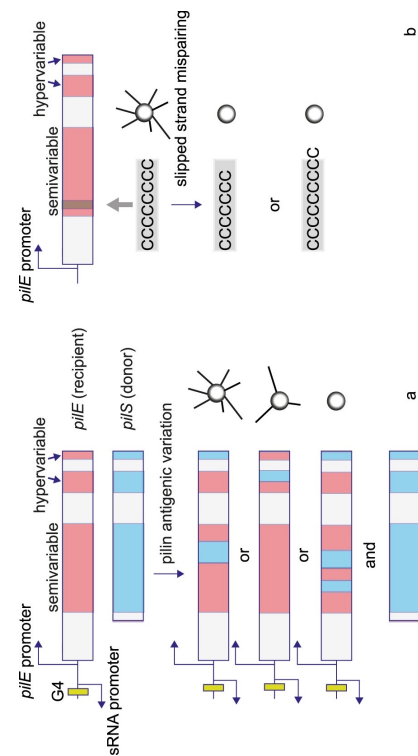 pilE promoter
semivariable
hypervariable
G4
pilE (recipient)
sRNA promoter
pilS (donor)
pilin antigenic variation
or
or
and
a
pilE promoter
semivariable
hypervariable
CCCCCCCCC
slipped strand mispairing
CCCCCCCC
or
CCCCCCCCCC
b